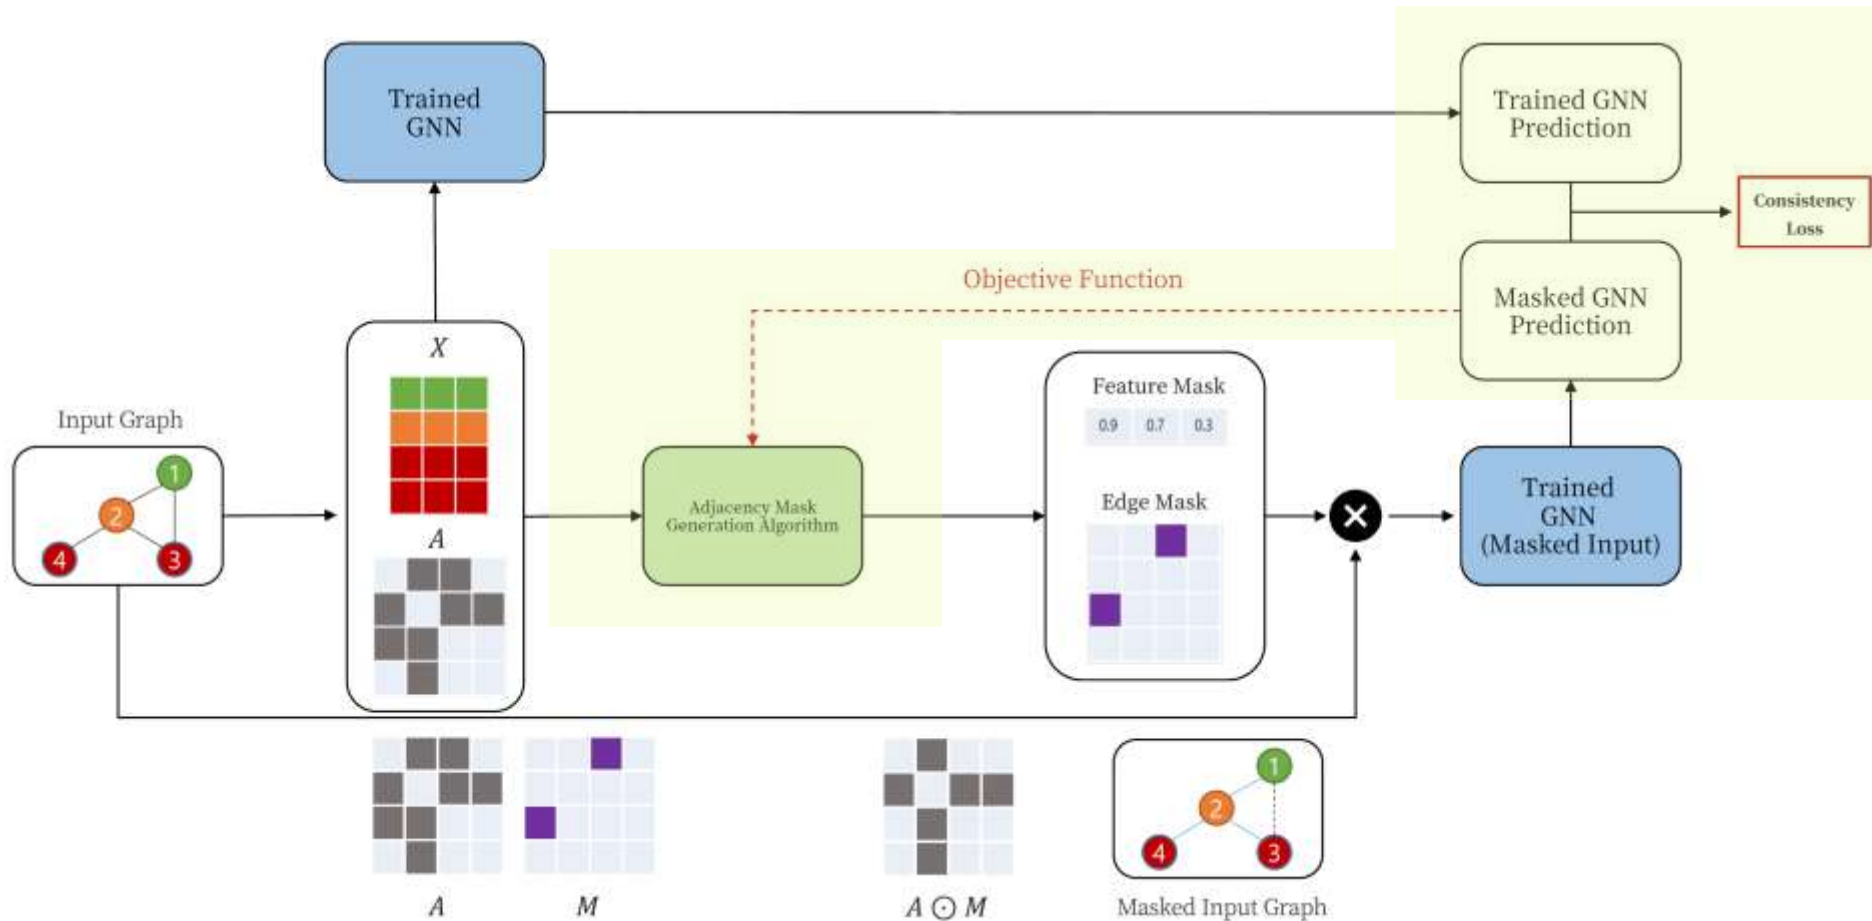 Trained
GNN
Trained GNN
Prediction
Consistency
Loss
Objective Function
Masked GNN
Prediction
X
Feature Mask
0.9 0.7 0.3
Input Graph
1
2
4 3
Edge Mask
A
Adjacency Mask
Generation Algorithm
Trained
GNN
(Masked Input)
1
2
4 3
A M A ⊙ M Masked Input Graph